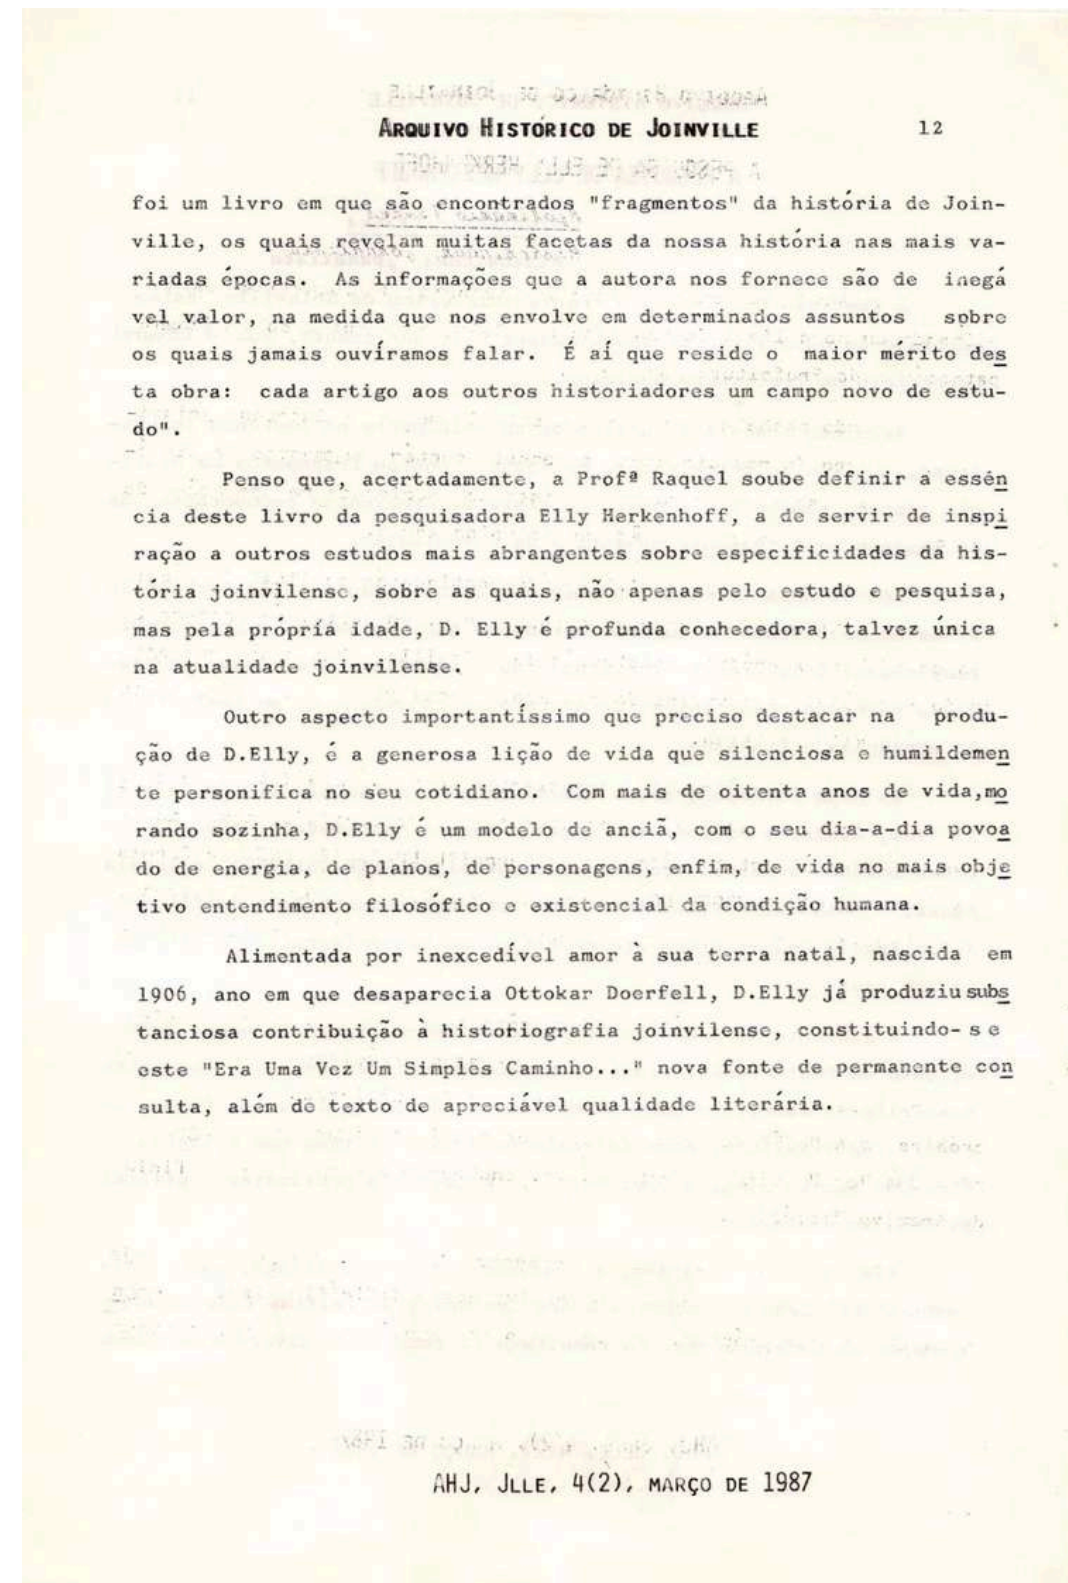 ARQUIVO HISTÓRICO DE JOINVILLE 12
foi um livro em que são encontrados "fragmentos" da história de Join-
ville, os quais revelam muitas facetas da nossa história nas mais va-
riadas épocas. As informações que a autora nos fornece são de inegá
vel valor, na medida que nos envolve em determinados assuntos sobre
os quais jamais ouvíramos falar. É aí que reside o maior mérito des
ta obra: cada artigo aos outros historiadores um campo novo de estu-
do".
Penso que, acertadamente, a Profª Raquel soube definir a essên
cia deste livro da pesquisadora Elly Herkenhoff, a de servir de inspi
ração a outros estudos mais abrangentes sobre especificidades da his-
tória joinvilense, sobre as quais, não apenas pelo estudo e pesquisa,
mas pela própria idade, D. Elly é profunda conhecedora, talvez única
na atualidade joinvilense.
Outro aspecto importantíssimo que preciso destacar na produ-
ção de D.Elly, é a generosa lição de vida que silenciosa e humildemen
te personifica no seu cotidiano. Com mais de oitenta anos de vida,mo
rando sozinha, D.Elly é um modelo de anciã, com o seu dia-a-dia povoa
do de energia, de planos, de personagens, enfim, de vida no mais obje
tivo entendimento filosófico e existencial da condição humana.
Alimentada por inexcedível amor à sua terra natal, nascida em
1906, ano em que desaparecia Ottokar Doerfell, D.Elly já produziu subs
tanciosa contribuição à historiografia joinvilense, constituindo-se
este "Era Uma Vez Um Simples Caminho..." nova fonte de permanente con
sulta, além de texto de apreciável qualidade literária.
AHJ, JLLE, 4(2), MARÇO DE 1987